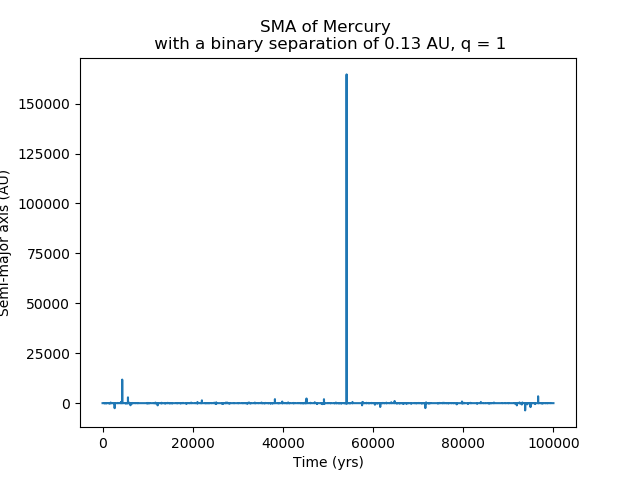 SMA of Mercury
with a binary separation of 0.13 AU, q = 1
150000
125000
100000
75000
50000
25000
0
Semi-major axis (AU)
0 20000 40000 60000 80000 100000
Time (yrs)